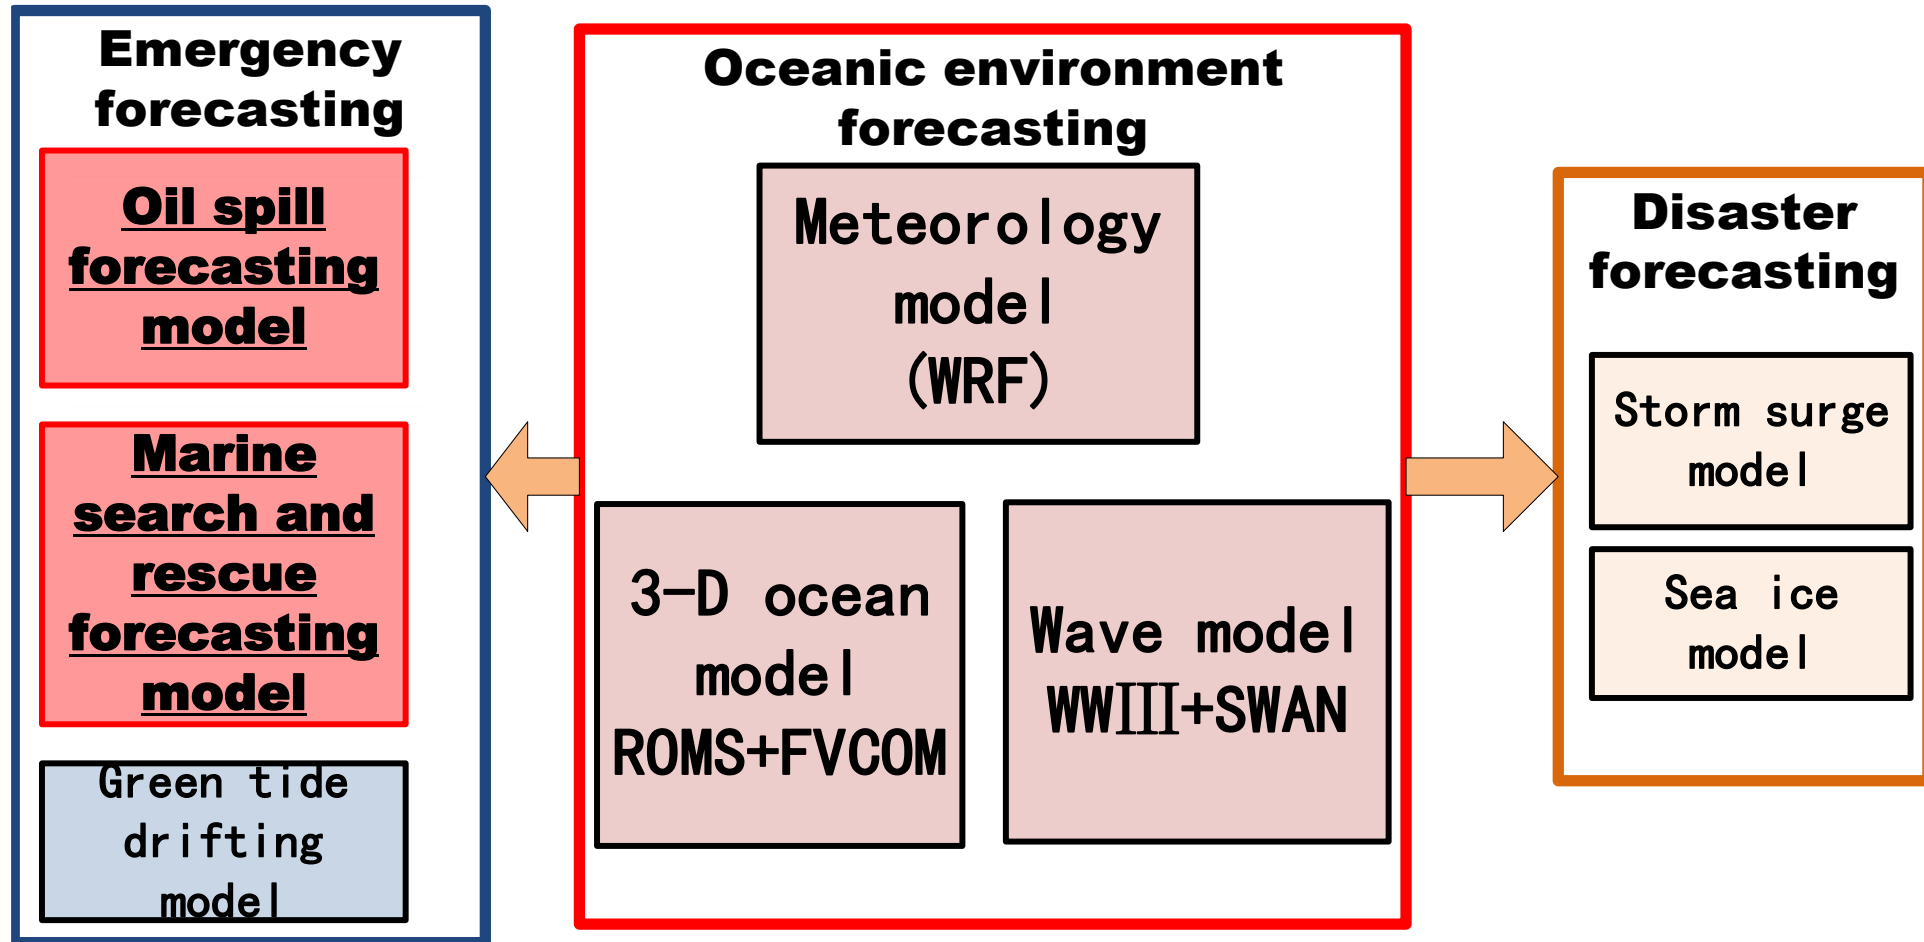 Emergency
forecasting
Oil spill
forecasting
model
Marine
search and
rescue
forecasting
model
Green tide
drifting
model
Oceanic environment
forecasting
Meteorology
model
(WRF)
3-D ocean
model
ROMS+FVCOM
Wave model
WWⅢ+SWAN
Disaster
forecasting
Storm surge
model
Sea ice
model